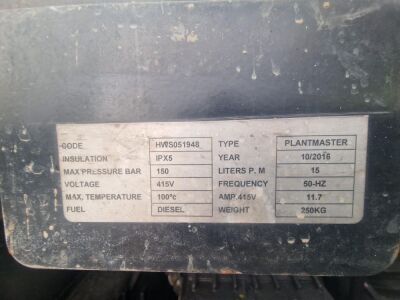 CODE HWS051948 TYPE PLANTMASTER
INSULATION IPX5 YEAR 10/2016
MAX PRESSURE BAR 150 LITERS P. M 15
VOLTAGE 415V FREQUENCY 50-HZ
MAX, TEMPERATURE 100°c AMP.415V 11.7
FUEL DIESEL WEIGHT 250KG